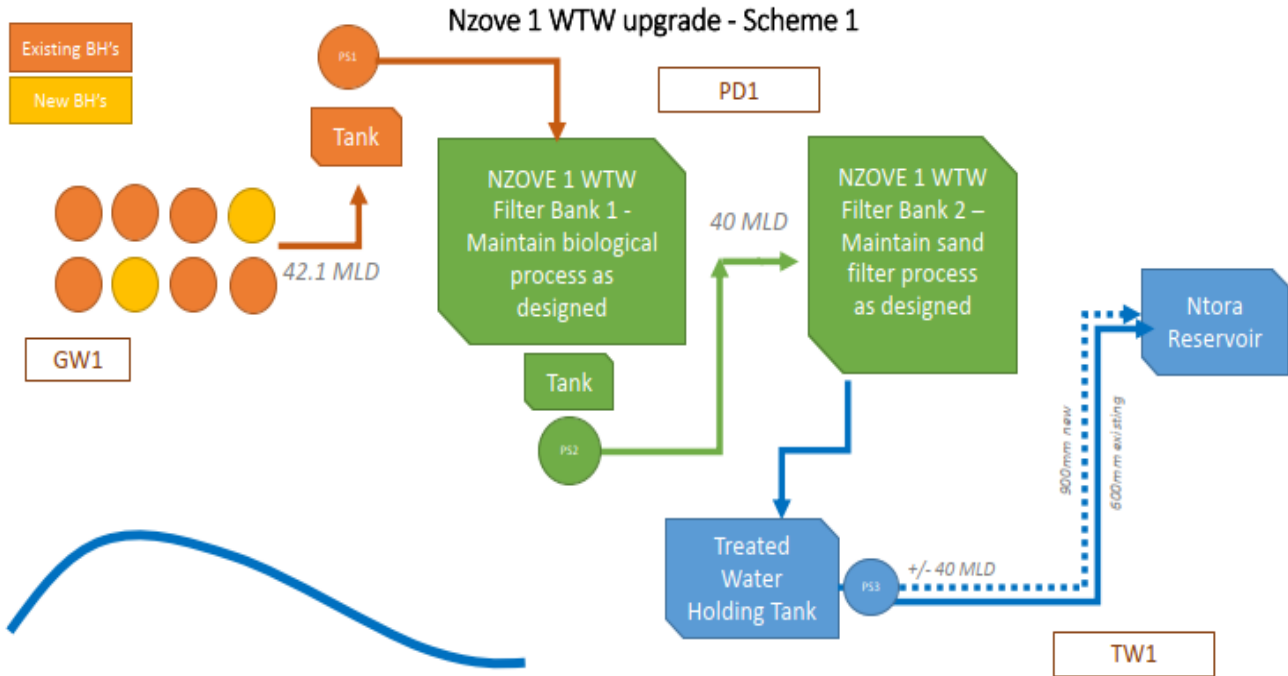 Nzove 1 WTW upgrade - Scheme 1
Existing BH's
New BH's
PS1
PD1
Tank
NZOVE 1 WTW
Filter Bank 1 -
Maintain biological
process as
designed
40 MLD
NZOVE 1 WTW
Filter Bank 2 –
Maintain sand
filter process
as designed
42.1 MLD
GW1
Tank
PS2
Ntora
Reservoir
900mm new
600mm existing
Treated
Water
Holding Tank
PS3
+/- 40 MLD
TW1